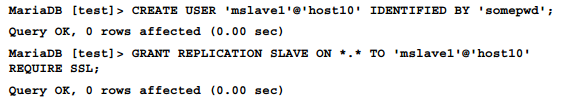 MariaDB [test]> CREATE USER 'mslave1'@'host10' IDENTIFIED BY 'somepwd';
Query OK, 0 rows affected (0.00 sec)
MariaDB [test]> GRANT REPLICATION SLAVE ON *.* TO 'mslave1'@'host10'
REQUIRE SSL;
Query OK, 0 rows affected (0.00 sec)